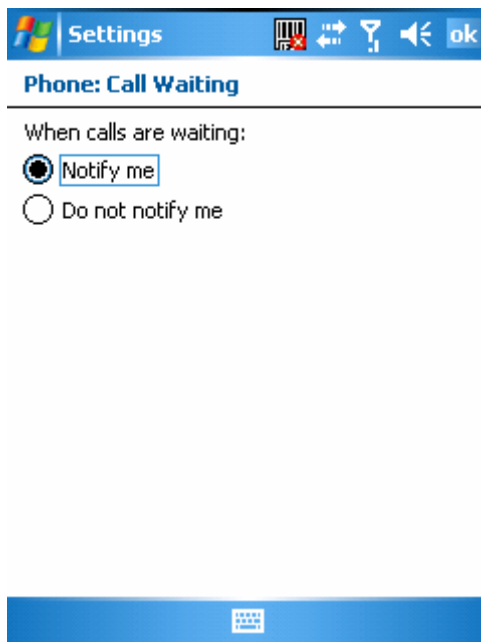 Settings ok
Phone: Call Waiting
When calls are waiting:
Notify me
Do not notify me